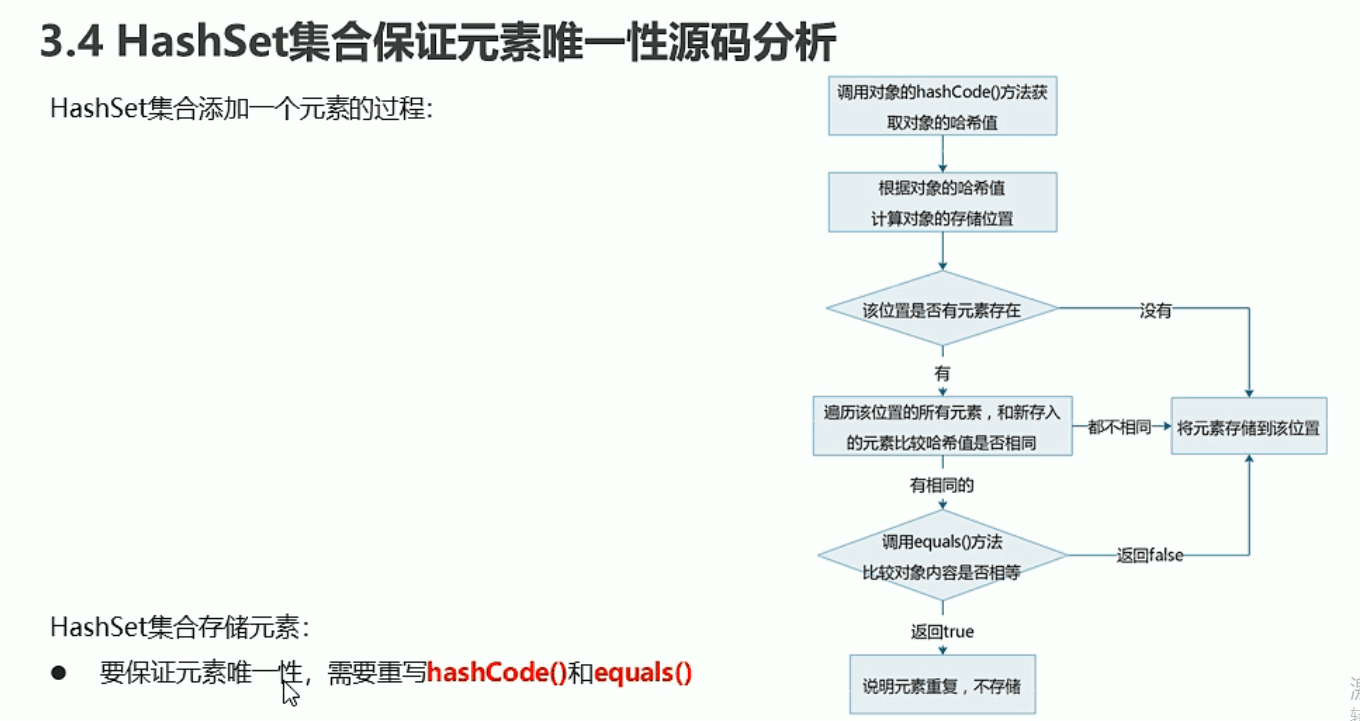 3.4 HashSet集合保证元素唯一性源码分析
HashSet集合添加一个元素的过程：
调用对象的hashCode()方法获
取对象的哈希值
根据对象的哈希值
计算对象的存储位置
该位置是否有元素存在
没有
有
遍历该位置的所有元素，和新存入
的元素比较哈希值是否相同
都不相同
将元素存储到该位置
有相同的
调用equals()方法
比较对象内容是否相等
返回false
返回true
说明元素重复，不存储
HashSet集合存储元素：
● 要保证元素唯一性，需要重写hashCode()和equals()